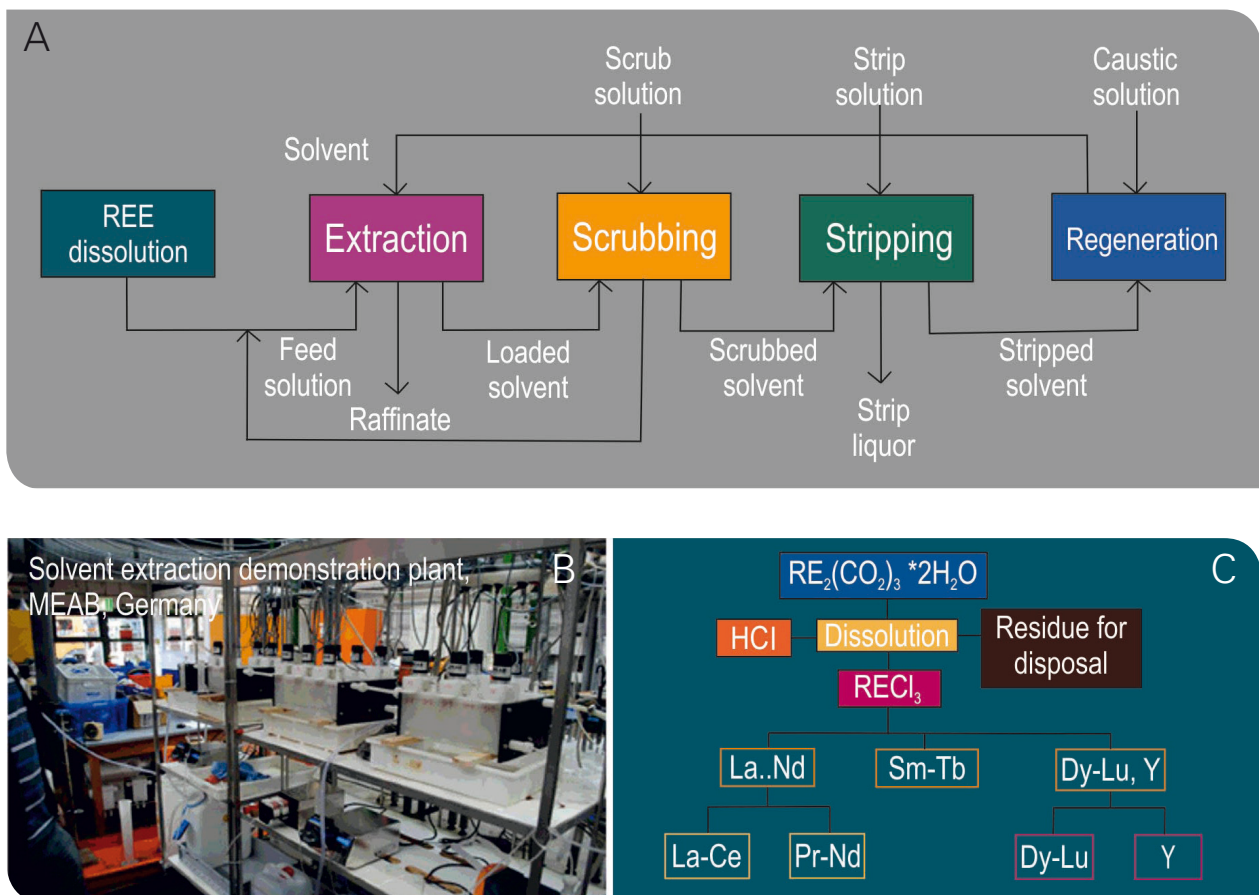 A
Scrub
solution
Strip
solution
Caustic
solution
Solvent
REE
dissolution
Extraction
Scrubbing
Stripping
Regeneration
Feed
solution
Raffinate
Loaded
solvent
Scrubbed
solvent
Strip
liquor
Stripped
solvent
Solvent extraction demonstration plant,
MEAB, Germany
B
C
RE₂(CO₂)₃ *2H₂O
HCl
Dissolution
Residue for
disposal
RECl₃
La..Nd
Sm-Tb
Dy-Lu, Y
La-Ce
Pr-Nd
Dy-Lu
Y